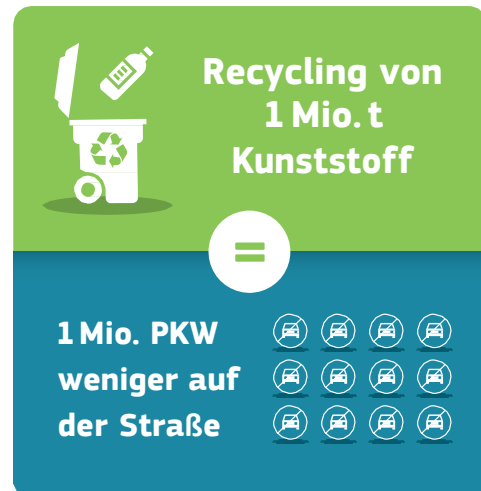 Recycling von
1 Mio. t
Kunststoff
=
1 Mio. PKW
weniger auf
der Straße